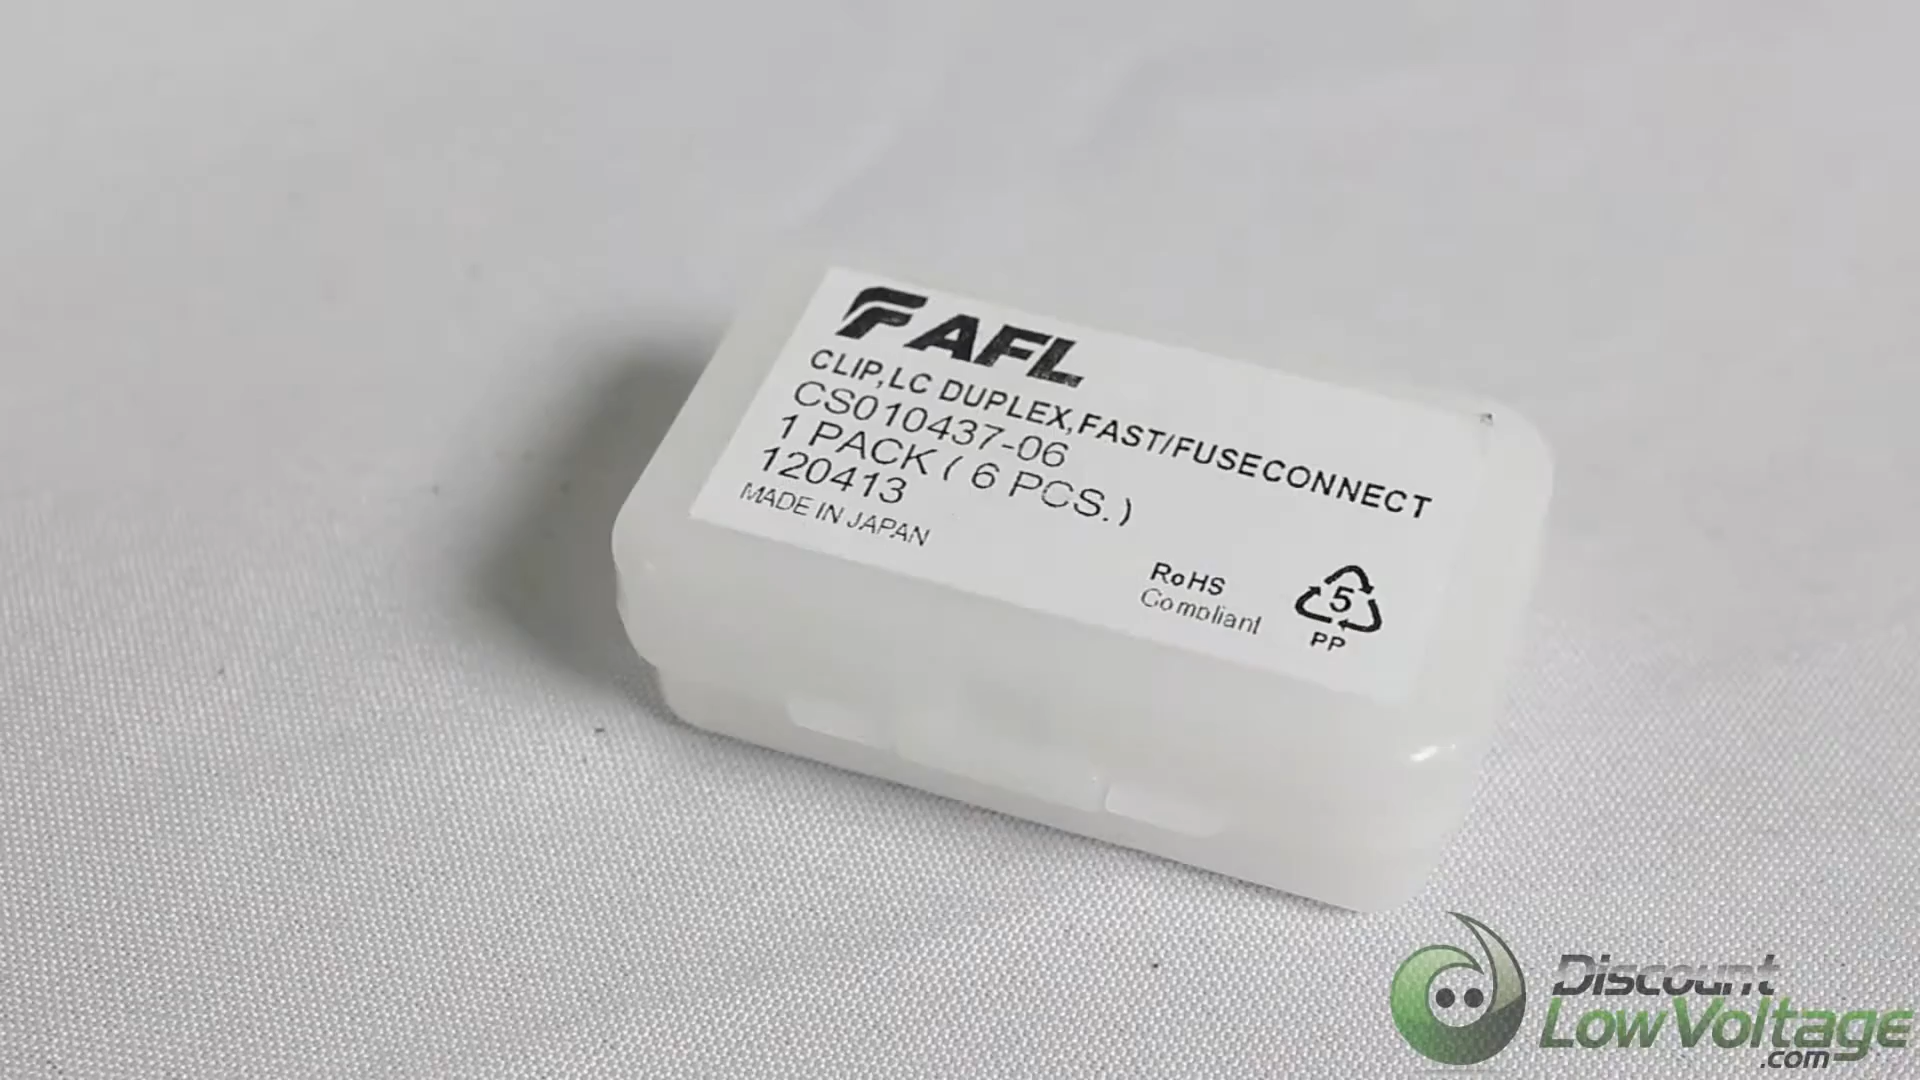 AFL
CLIP,LC DUPLEX,FAST/FUSECONNECT
CS010437-06
1 PACK ( 6 PCS. )
120413
MADE IN JAPAN
RoHS
Compliant
5
PP
Discount
LowVoltage
.com